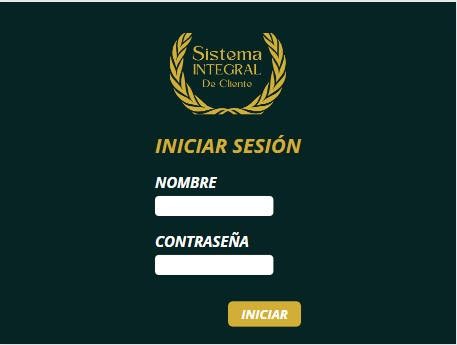 Sistema
INTEGRAL
De Cliente
INICIAR SESIÓN
NOMBRE
CONTRASEÑA
INICIAR